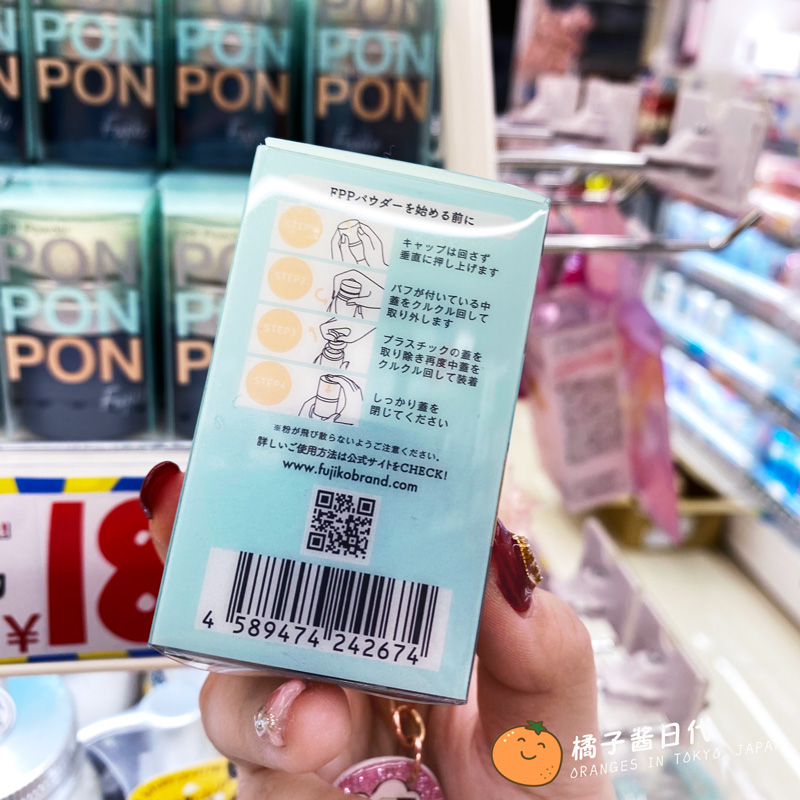 PON
PON
PON
PON
PON
PON
PON
PON
PON
Fujiko
PON
PON
PON
FPPパウダーを始める前に
STEP1
キャップは回さず
垂直に押し上げます
STEP2
パフが付いている中
蓋をクルクル回して
取り外します
STEP3
プラスチックの蓋を
取り除き再度中蓋を
クルクル回して装着
STEP4
しっかり蓋を
閉じてください
※粉が飛び散らないようご注意ください。
詳しいご使用方法は公式サイトをCHECK!
www.fujikobrand.com
4 589474 242674
¥18
橘子酱日代
ORANGES IN TOKYO, JAPAN